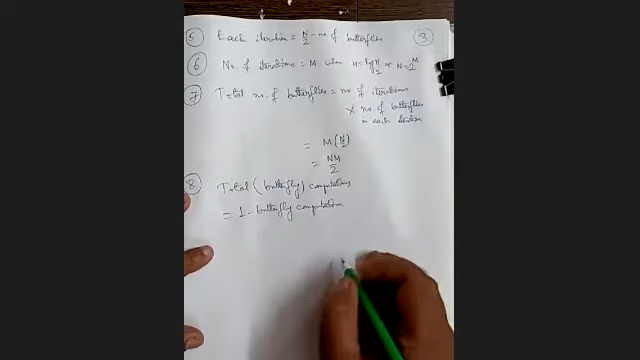 5 Each iteration = N/2 - no of butterflies 3
6 No. of iterations = M when M = log N/2 or N = 2^M
7 Total no. of butterflies = no. of iterations
x no. of butterflies
in each iteration
= M(N/2)
= NM/2
8 Total (butterfly) computations
= 1 - butterfly computation